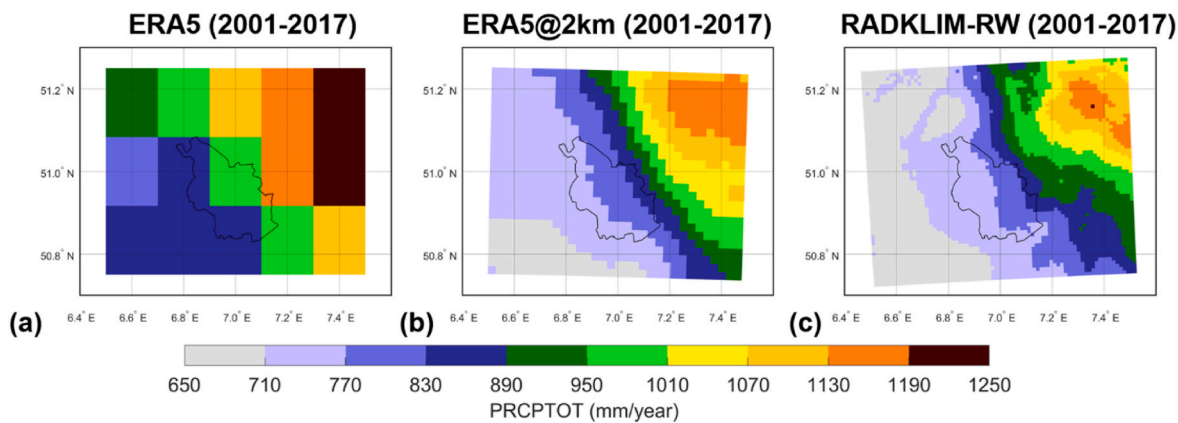 ERA5 (2001-2017) ERA5@2km (2001-2017) RADKLIM-RW (2001-2017)
51.2° N 51.2° N 51.2° N
51.0° N 51.0° N 51.0° N
50.8° N 50.8° N 50.8° N
(a) (b) (c)
6.4° E 6.6° E 6.8° E 7.0° E 7.2° E 7.4° E 6.4° E 6.6° E 6.8° E 7.0° E 7.2° E 7.4° E 6.4° E 6.6° E 6.8° E 7.0° E 7.2° E 7.4° E
650 710 770 830 890 950 1010 1070 1130 1190 1250
PRCPTOT (mm/year)